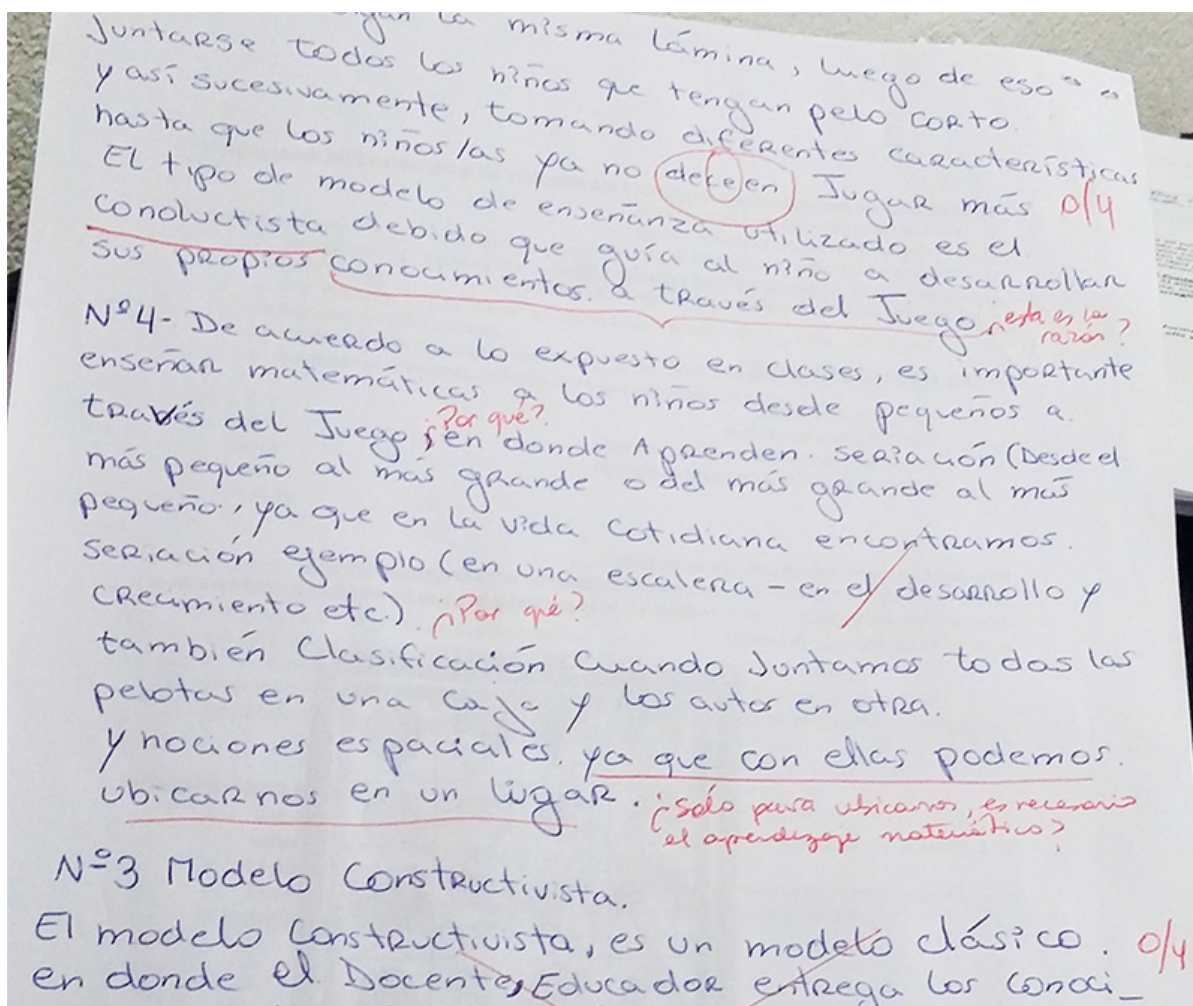 la misma lámina, luego de eso
Juntarse todos los niños que tengan pelo corto
y así sucesivamente, tomando diferentes características
hasta que los niños/as ya no deceen Jugar más 0/4
El tipo de modelo de enseñanza utilizado es el
conductista debido que guía al niño a desarrollar
sus propios conocimientos. a través del Juego ¿esta es la
razón?
Nº4- De acuerdo a lo expuesto en clases, es importante
enseñar matemáticas a los niños desde pequeños a
través del Juego ¿Por qué? en donde Aprenden. seriación (Desde el
más pequeño al más grande o del más grande al más
pequeño., ya que en la vida cotidiana encontramos.
seriación ejemplo (en una escalera - en el desarrollo y
crecimiento etc.) ¿Por qué?
también Clasificación Cuando Juntamos todas las
pelotas en una caja y los autos en otra.
y nociones espaciales. ya que con ellas podemos.
ubicarnos en un lugar. ¿Solo para ubicarnos, es necesario
el aprendizaje matemático?
Nº3 Modelo Constructivista.
El modelo Constructivista, es un modelo clásico. 0/4
en donde el Docente, Educador entrega los conoci_